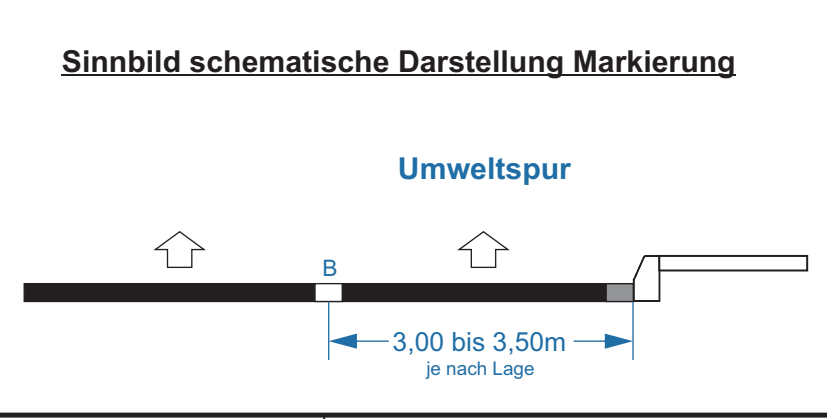 Sinnbild schematische Darstellung Markierung
Umweltspur
B
3,00 bis 3,50m
je nach Lage